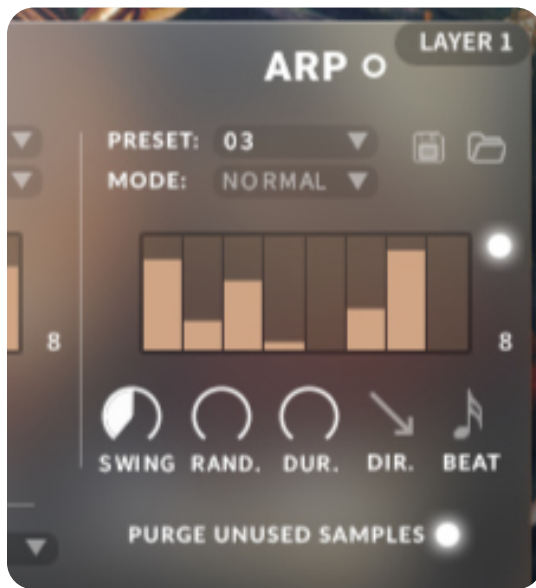 LAYER 1
ARP
PRESET: 03
MODE: NORMAL
8 8
SWING RAND. DUR. DIR. BEAT
PURGE UNUSED SAMPLES